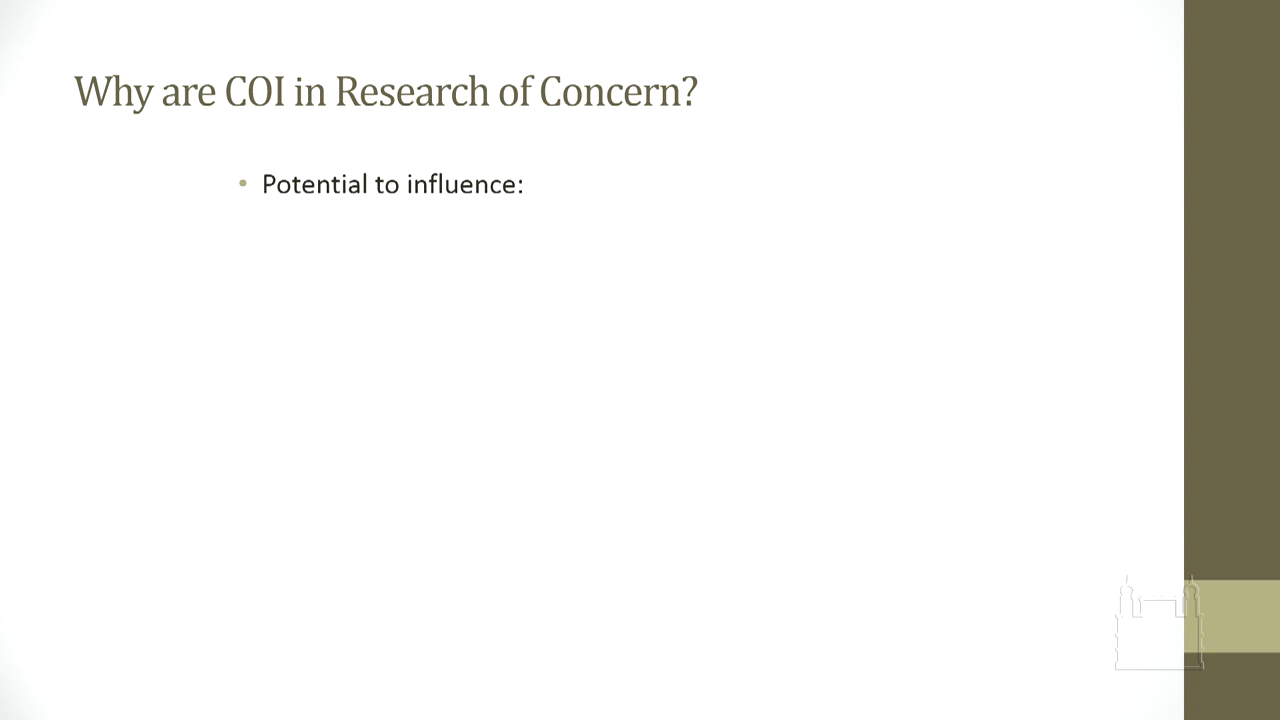 Why are COI in Research of Concern?
• Potential to influence: